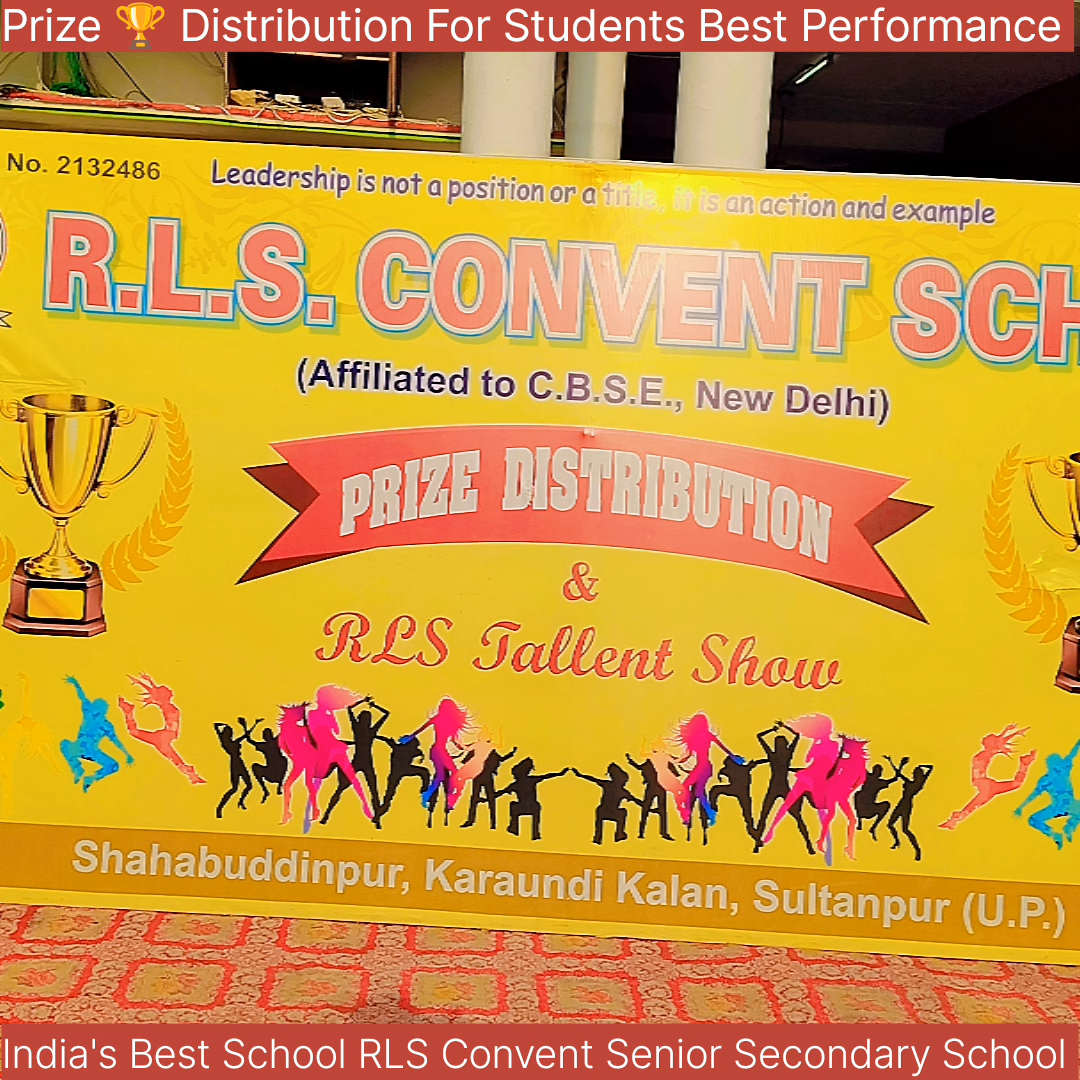 Prize 🏆 Distribution For Students Best Performance
No. 2132486
Leadership is not a position or a title, it is an action and example
R.L.S. CONVENT SCH
(Affiliated to C.B.S.E., New Delhi)
PRIZE DISTRIBUTION
&
RLS Tallent Show
Shahabuddinpur, Karaundi Kalan, Sultanpur (U.P.)
India's Best School RLS Convent Senior Secondary School